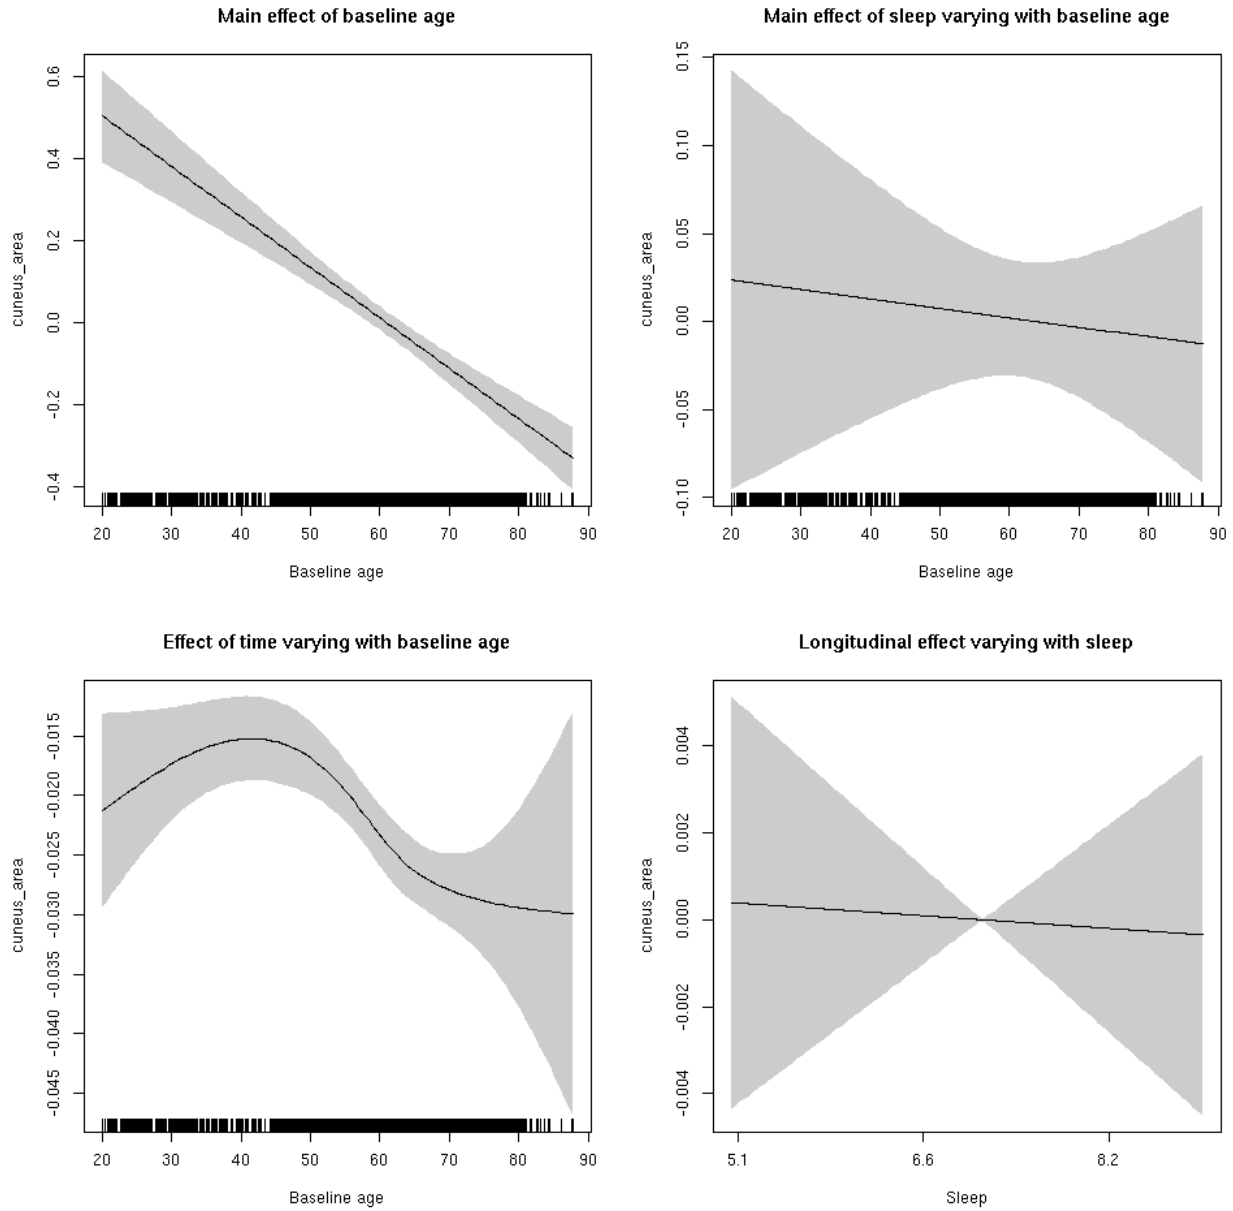 Main effect of baseline age
0.6
0.4
0.2
0.0
-0.2
-0.4
cuneus_area
20 30 40 50 60 70 80 90
Baseline age
Main effect of sleep varying with baseline age
0.15
0.10
0.05
0.00
-0.05
-0.10
cuneus_area
20 30 40 50 60 70 80 90
Baseline age
Effect of time varying with baseline age
-0.015
-0.020
-0.025
-0.030
-0.035
-0.040
-0.045
cuneus_area
20 30 40 50 60 70 80 90
Baseline age
Longitudinal effect varying with sleep
0.004
0.002
0.000
-0.002
-0.004
cuneus_area
5.1 6.6 8.2
Sleep